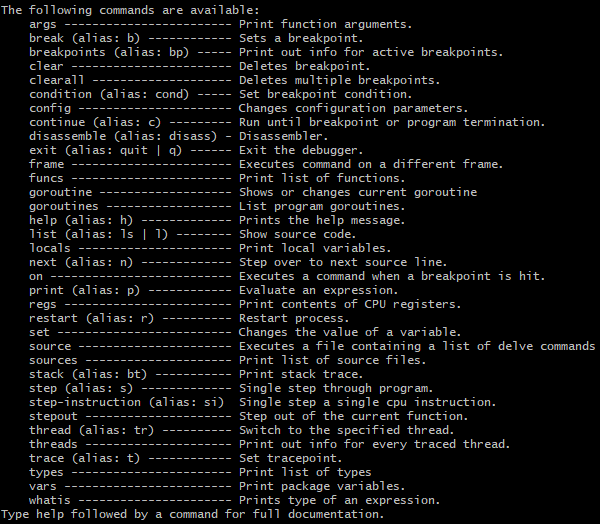 The following commands are available:
    args ---------------------- Print function arguments.
    break (alias: b) ---------- Sets a breakpoint.
    breakpoints (alias: bp) --- Print out info for active breakpoints.
    clear --------------------- Deletes breakpoint.
    clearall ------------------ Deletes multiple breakpoints.
    condition (alias: cond) --- Set breakpoint condition.
    config -------------------- Changes configuration parameters.
    continue (alias: c) ------- Run until breakpoint or program termination.
    disassemble (alias: disass) - Disassembler.
    exit (alias: quit | q) ---- Exit the debugger.
    frame --------------------- Executes command on a different frame.
    funcs --------------------- Print list of functions.
    goroutine ----------------- Shows or changes current goroutine
    goroutines ---------------- List program goroutines.
    help (alias: h) ----------- Prints the help message.
    list (alias: ls | l) ------ Show source code.
    locals -------------------- Print local variables.
    next (alias: n) ----------- Step over to next source line.
    on ------------------------ Executes a command when a breakpoint is hit.
    print (alias: p) ---------- Evaluate an expression.
    regs ---------------------- Print contents of CPU registers.
    restart (alias: r) -------- Restart process.
    set ----------------------- Changes the value of a variable.
    source -------------------- Executes a file containing a list of delve commands
    sources ------------------- Print list of source files.
    stack (alias: bt) --------- Print stack trace.
    step (alias: s) ----------- Single step through program.
    step-instruction (alias: si)  Single step a single cpu instruction.
    stepout ------------------- Step out of the current function.
    thread (alias: tr) -------- Switch to the specified thread.
    threads ------------------- Print out info for every traced thread.
    trace (alias: t) ---------- Set tracepoint.
    types --------------------- Print list of types
    vars ---------------------- Print package variables.
    whatis -------------------- Prints type of an expression.
Type help followed by a command for full documentation.